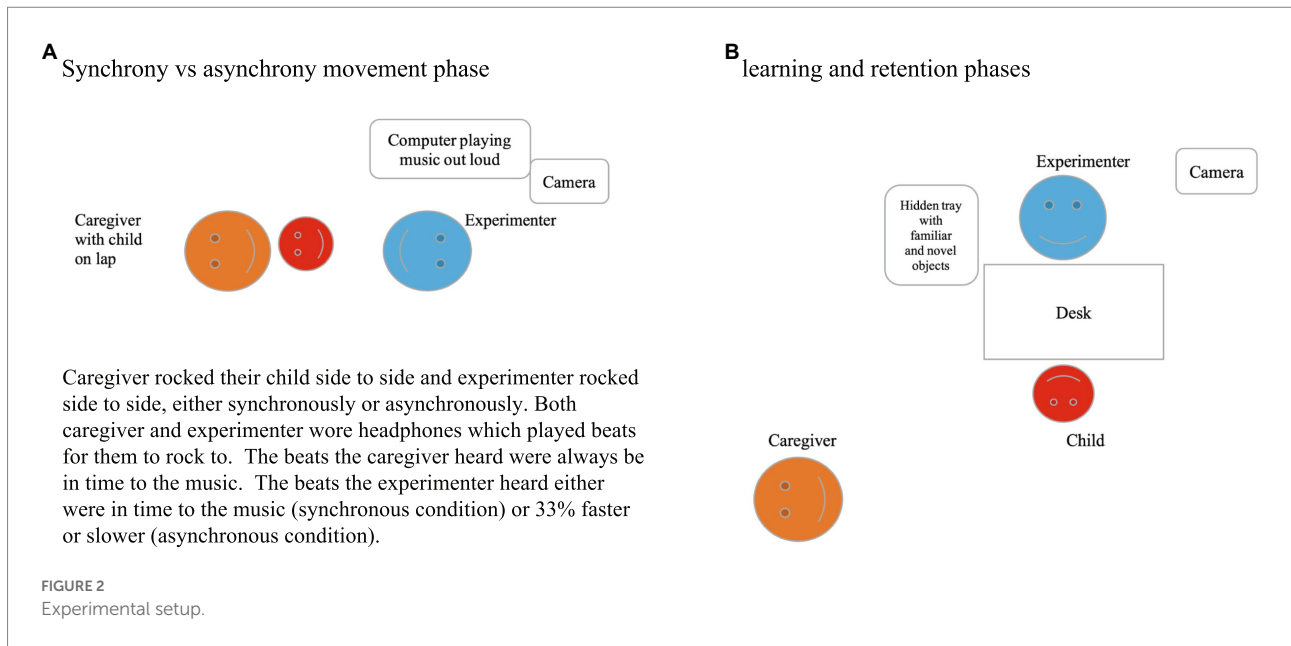 A
Synchrony vs asynchrony movement phase
Computer playing
music out loud
Camera
Caregiver
with child
on lap
Experimenter
Caregiver rocked their child side to side and experimenter rocked
side to side, either synchronously or asynchronously. Both
caregiver and experimenter wore headphones which played beats
for them to rock to.  The beats the caregiver heard were always be
in time to the music.  The beats the experimenter heard either
were in time to the music (synchronous condition) or 33% faster
or slower (asynchronous condition).
B
learning and retention phases
Experimenter
Camera
Hidden tray
with
familiar
and novel
objects
Desk
Child
Caregiver
FIGURE 2
Experimental setup.